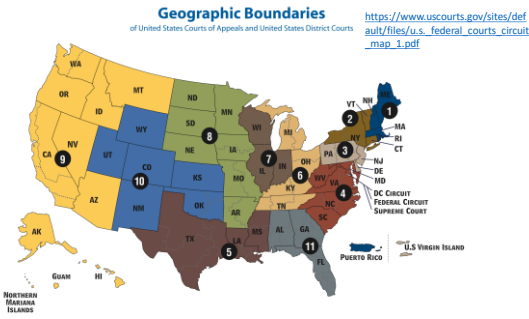 Geographic Boundaries
of United States Courts of Appeals and United States District Courts
https://www.uscourts.gov/sites/def
ault/files/u.s._federal_courts_circuit
_map_1.pdf
WA
MT
ND
MN
OR
ID
SD
WI
MI
VT
NH
ME
1
2
NY
MA
RI
CT
WY
8
NE
IA
7
IL
IN
OH
6
PA
3
NJ
DE
MD
DC CIRCUIT
FEDERAL CIRCUIT
SUPREME COURT
CA
9
NV
UT
CO
10
KS
MO
KY
WV
VA
4
NC
TN
SC
AZ
NM
OK
AR
MS
AL
GA
11
TX
LA
5
FL
AK
HI
GUAM
NORTHERN
MARIANA
ISLANDS
PUERTO RICO
U.S VIRGIN ISLAND